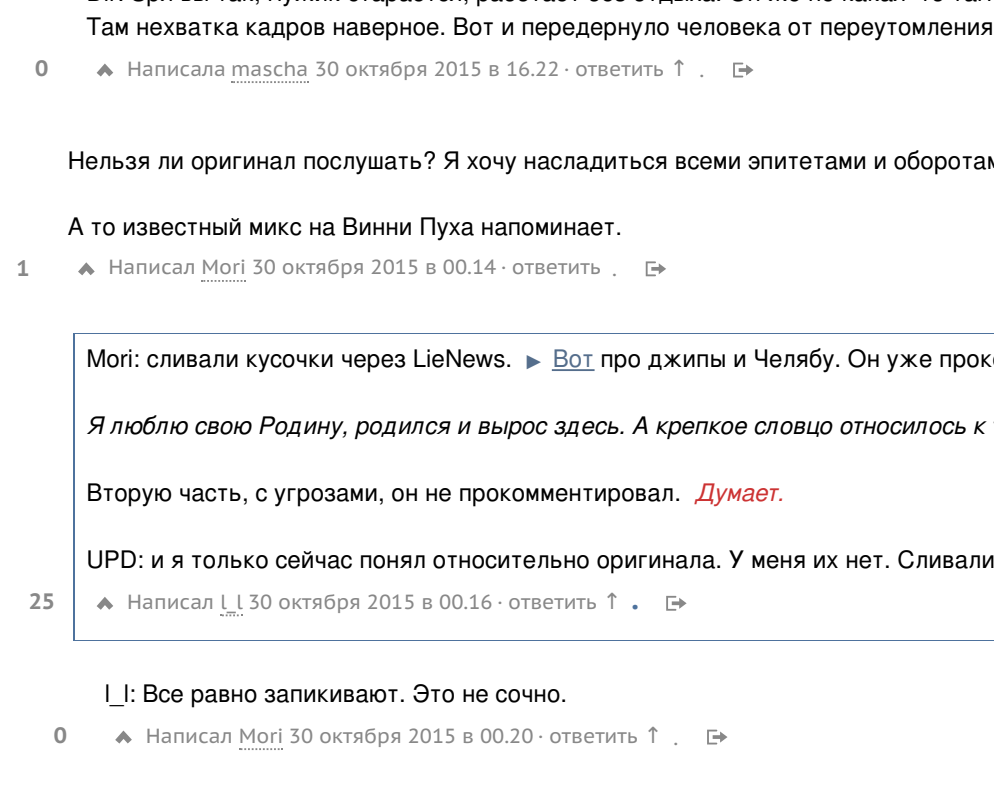 Там нехватка кадров наверное. Вот и передернуло человека от переутомления
0 Написала mascha 30 октября 2015 в 16.22 · ответить ↑ .
Нельзя ли оригинал послушать? Я хочу насладиться всеми эпитетами и
А то известный микс на Винни Пуха напоминает.
1 Написал Mori 30 октября 2015 в 00.14 · ответить .
Mori: сливали кусочки через LieNews. ► Вот про джипы и Челябу. Он уже
Я люблю свою Родину, родился и вырос здесь. А крепкое словцо относилось к
Вторую часть, с угрозами, он не прокомментировал. Думает.
UPD: и я только сейчас понял относительно оригинала. У меня их нет. Сливали
25 Написал l_l 30 октября 2015 в 00.16 · ответить ↑ .
l_l: Все равно запикивают. Это не сочно.
0 Написал Mori 30 октября 2015 в 00.20 · ответить ↑ .